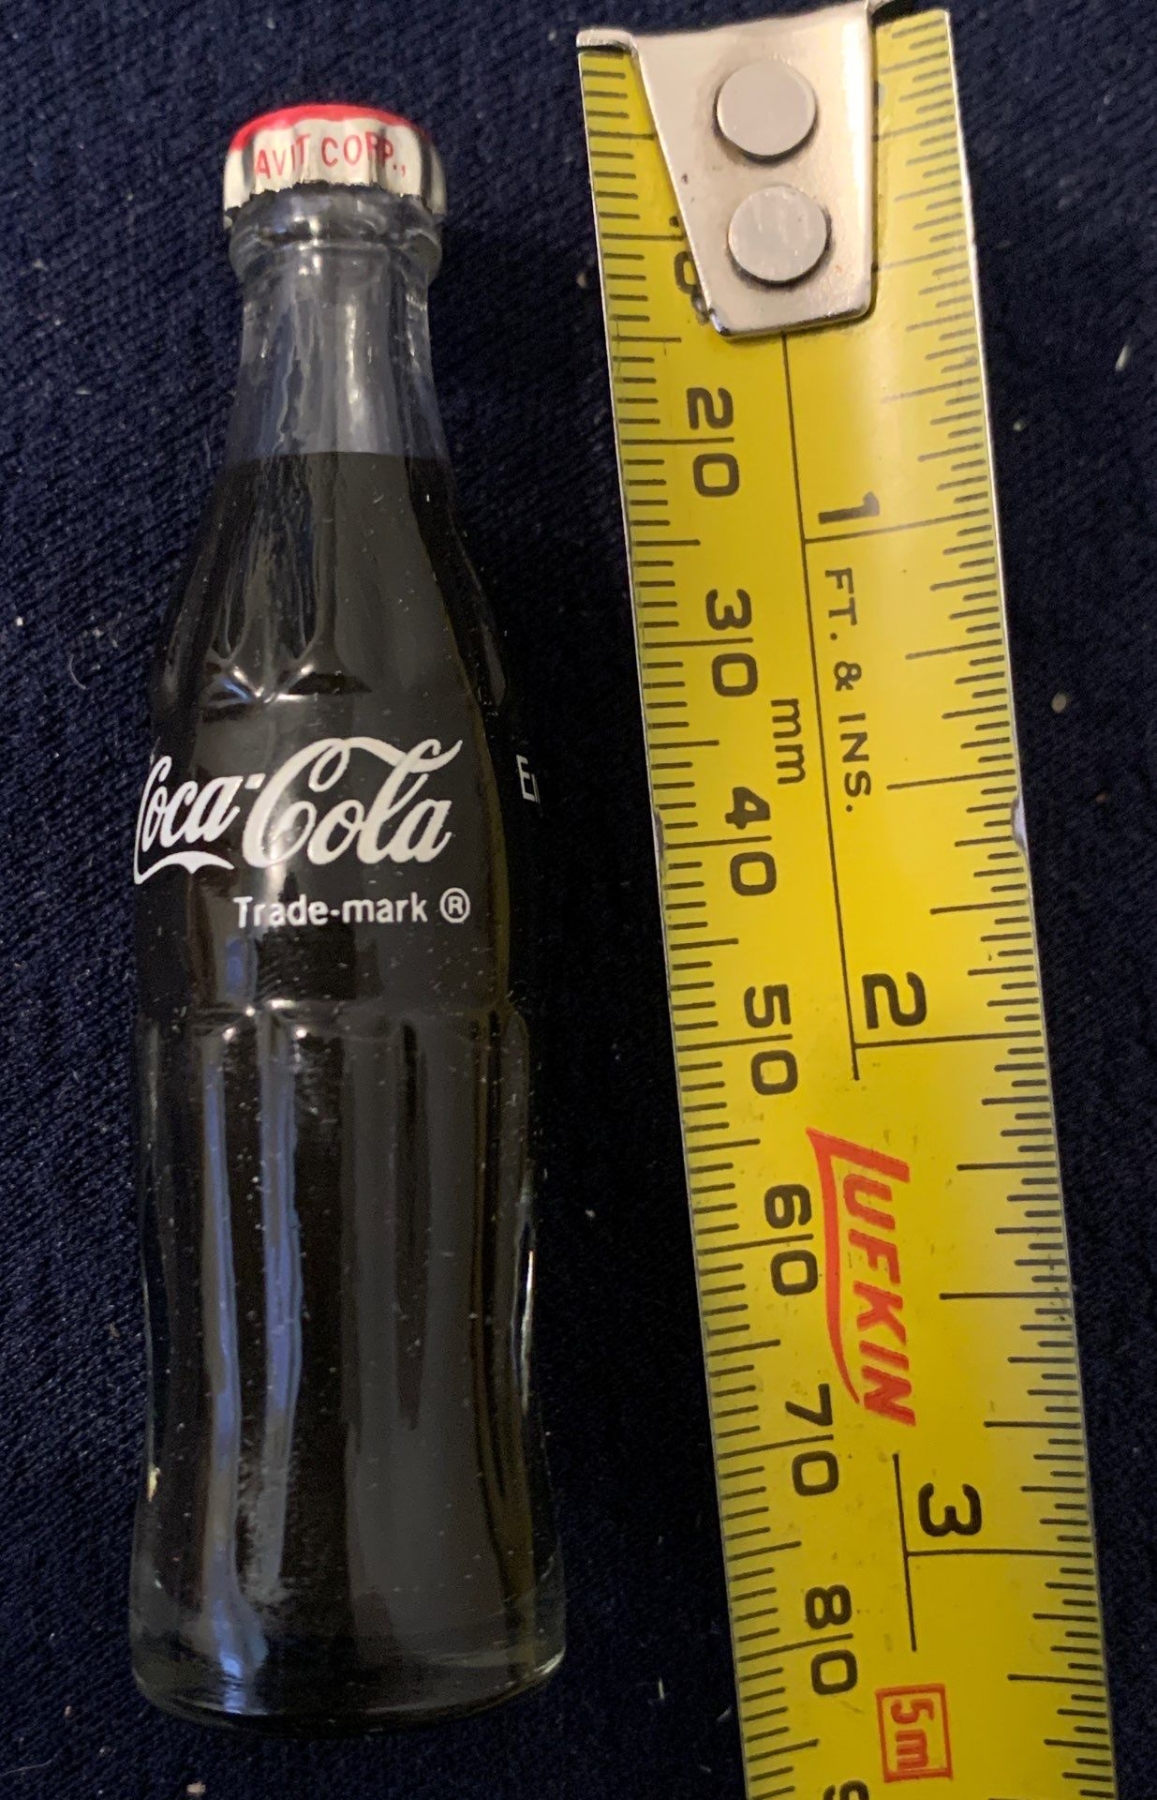 AVIT CORP.,
Coca-Cola
Trade-mark ®
10
20
30
mm
40
50
60
70
80
1
FT. & INS.
2
LUFKIN
3
5m